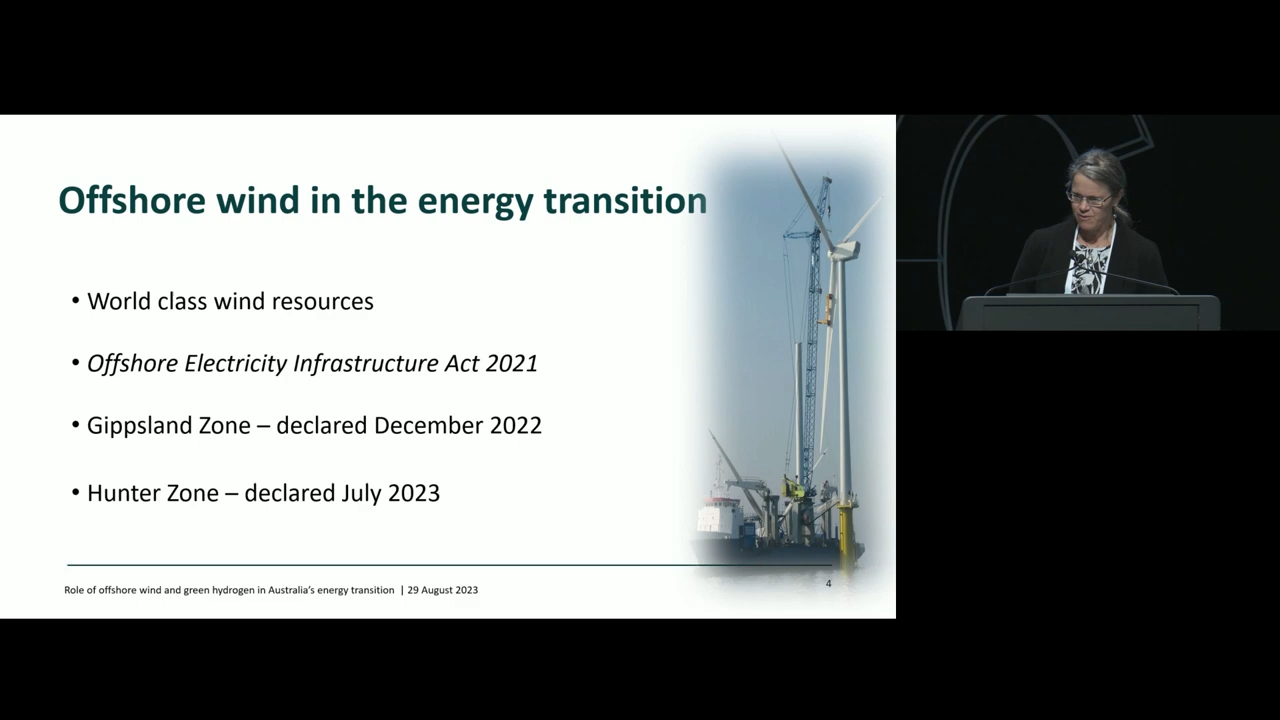 Offshore wind in the energy transition
• World class wind resources
• Offshore Electricity Infrastructure Act 2021
• Gippsland Zone – declared December 2022
• Hunter Zone – declared July 2023
Role of offshore wind and green hydrogen in Australia's energy transition | 29 August 2023
4